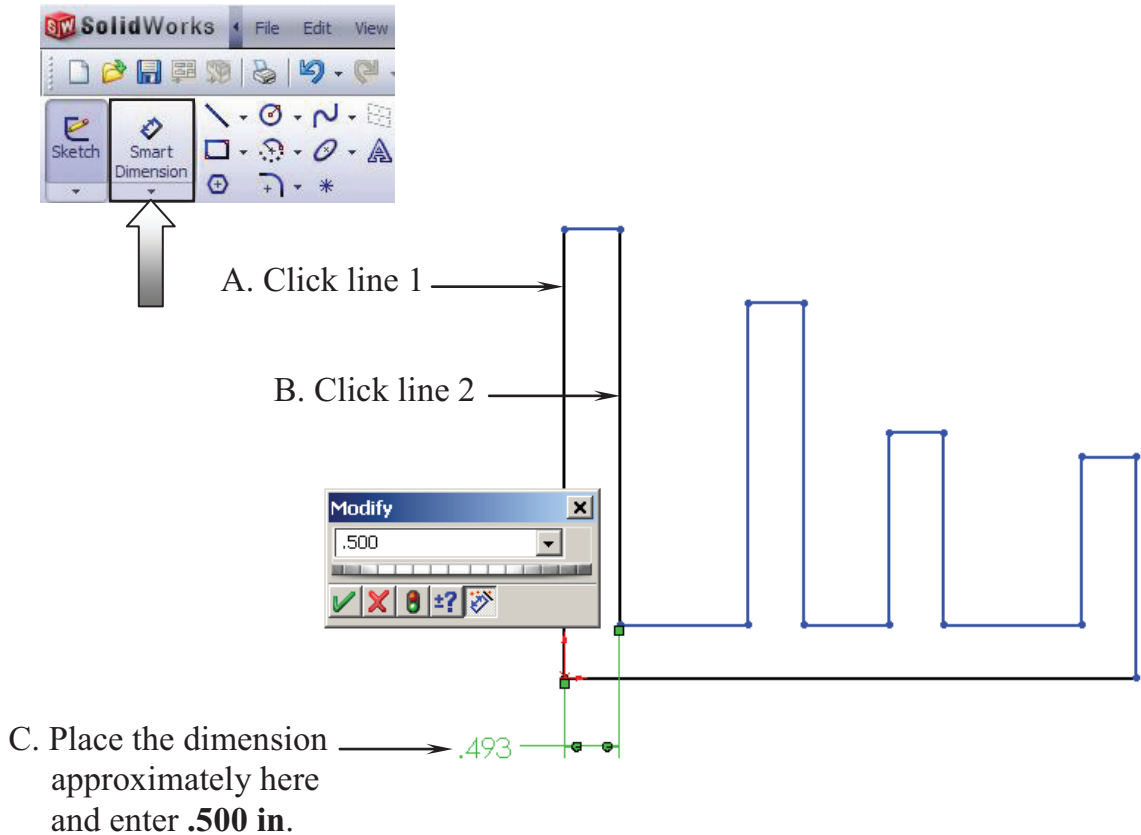 SolidWorks File Edit View
Sketch
Smart
Dimension
A. Click line 1
B. Click line 2
Modify
.500
±?
C. Place the dimension
approximately here
and enter .500 in.
.493